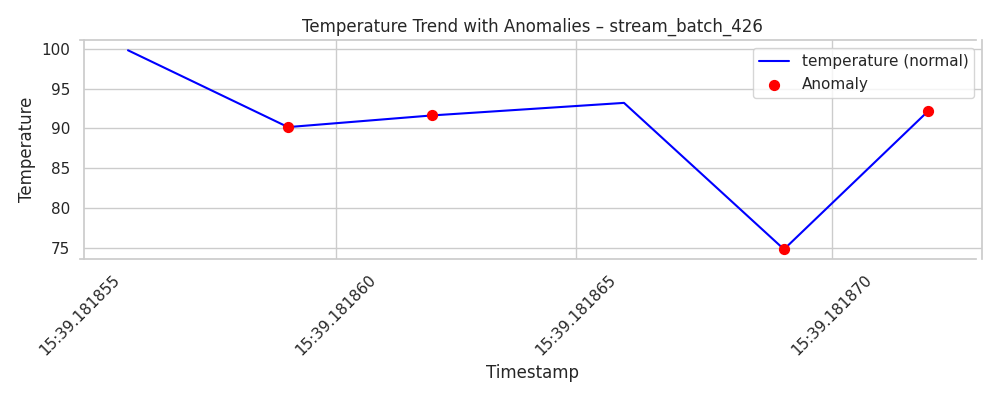 Temperature Trend with Anomalies – stream_batch_426
temperature (normal)
Anomaly
Temperature
100
95
90
85
80
75
15:39.181855
15:39.181860
15:39.181865
15:39.181870
Timestamp